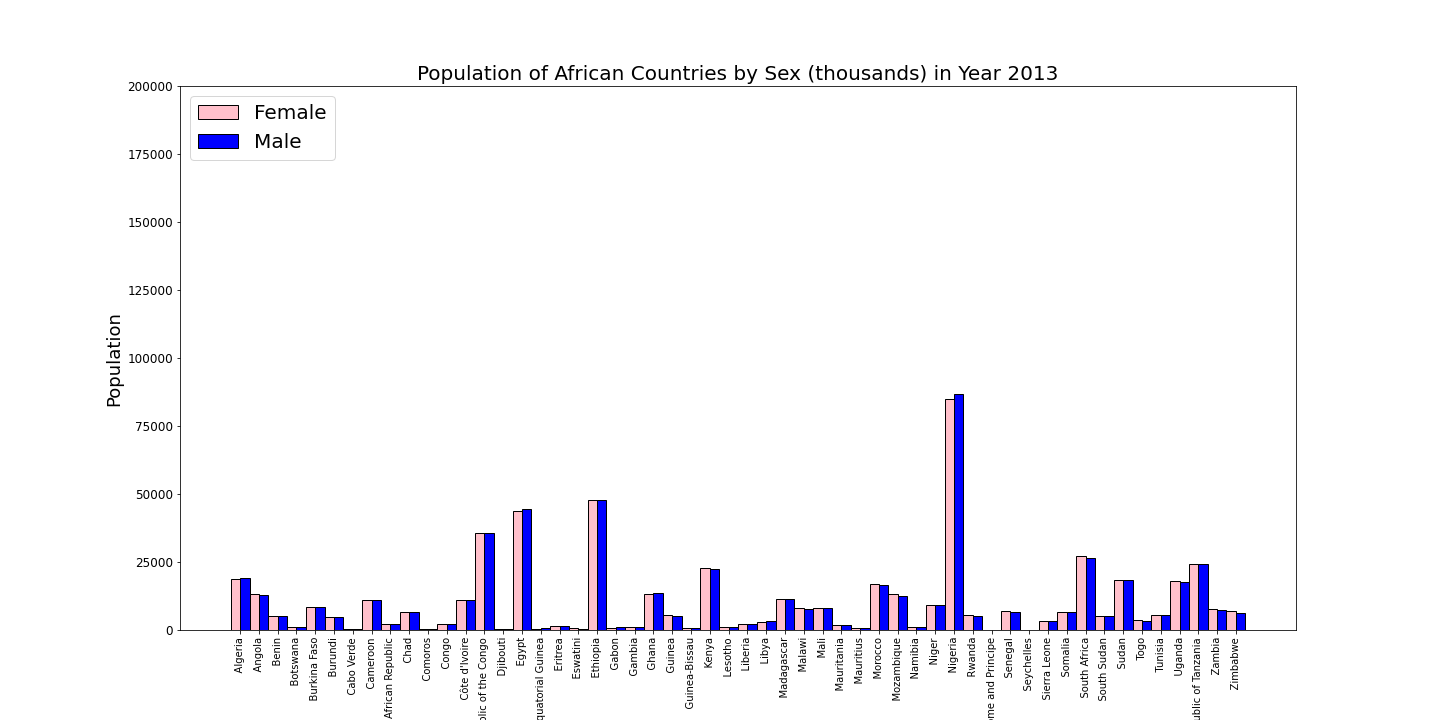 Population of African Countries by Sex (thousands) in Year 2013
Female
Male
Population
200000
175000
150000
125000
100000
75000
50000
25000
0
Algeria
Angola
Benin
Botswana
Burkina Faso
Burundi
Cabo Verde
Cameroon
African Republic
Chad
Comoros
Congo
Côte d'Ivoire
blic of the Congo
Djibouti
Egypt
quatorial Guinea
Eritrea
Eswatini
Ethiopia
Gabon
Gambia
Ghana
Guinea
Guinea-Bissau
Kenya
Lesotho
Liberia
Libya
Madagascar
Malawi
Mali
Mauritania
Mauritius
Morocco
Mozambique
Namibia
Niger
Nigeria
Rwanda
me and Principe
Senegal
Seychelles
Sierra Leone
Somalia
South Africa
South Sudan
Sudan
Togo
Tunisia
Uganda
ublic of Tanzania
Zambia
Zimbabwe